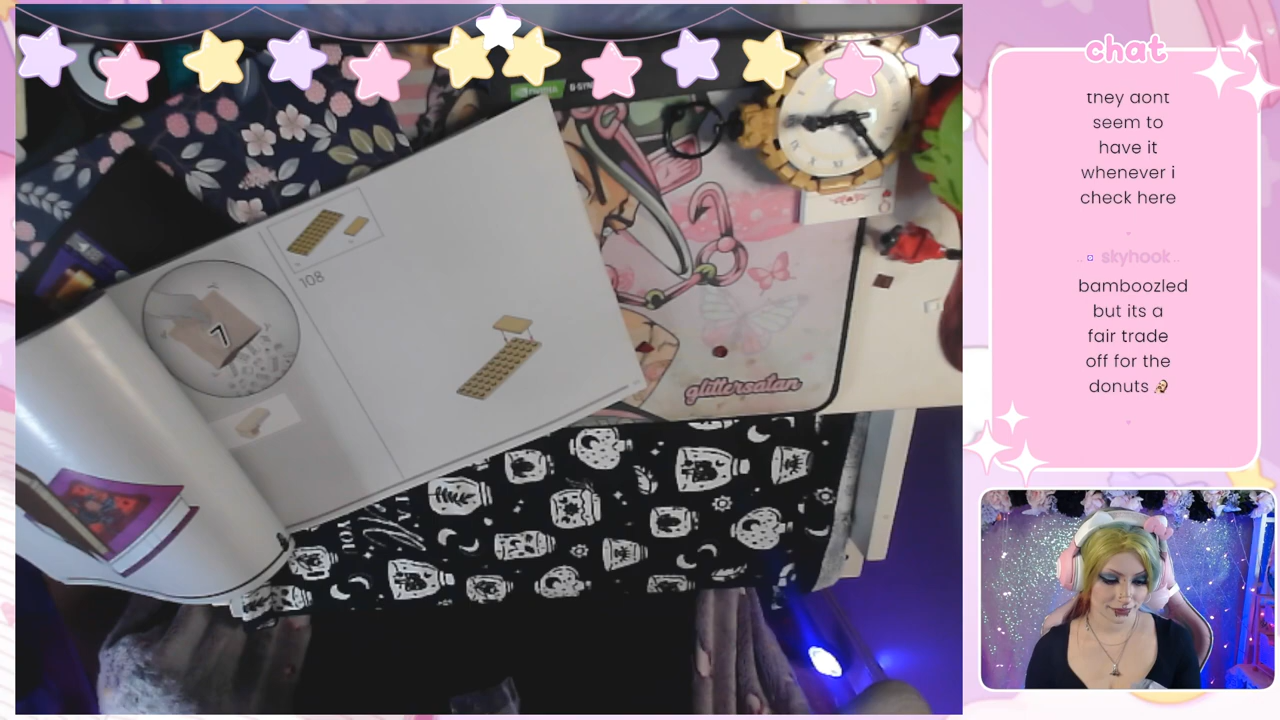 chat
they dont
seem to
have it
whenever i
check here
skyhook
bamboozled
but its a
fair trade
off for the
donuts
7
108
glittersatan
YOU